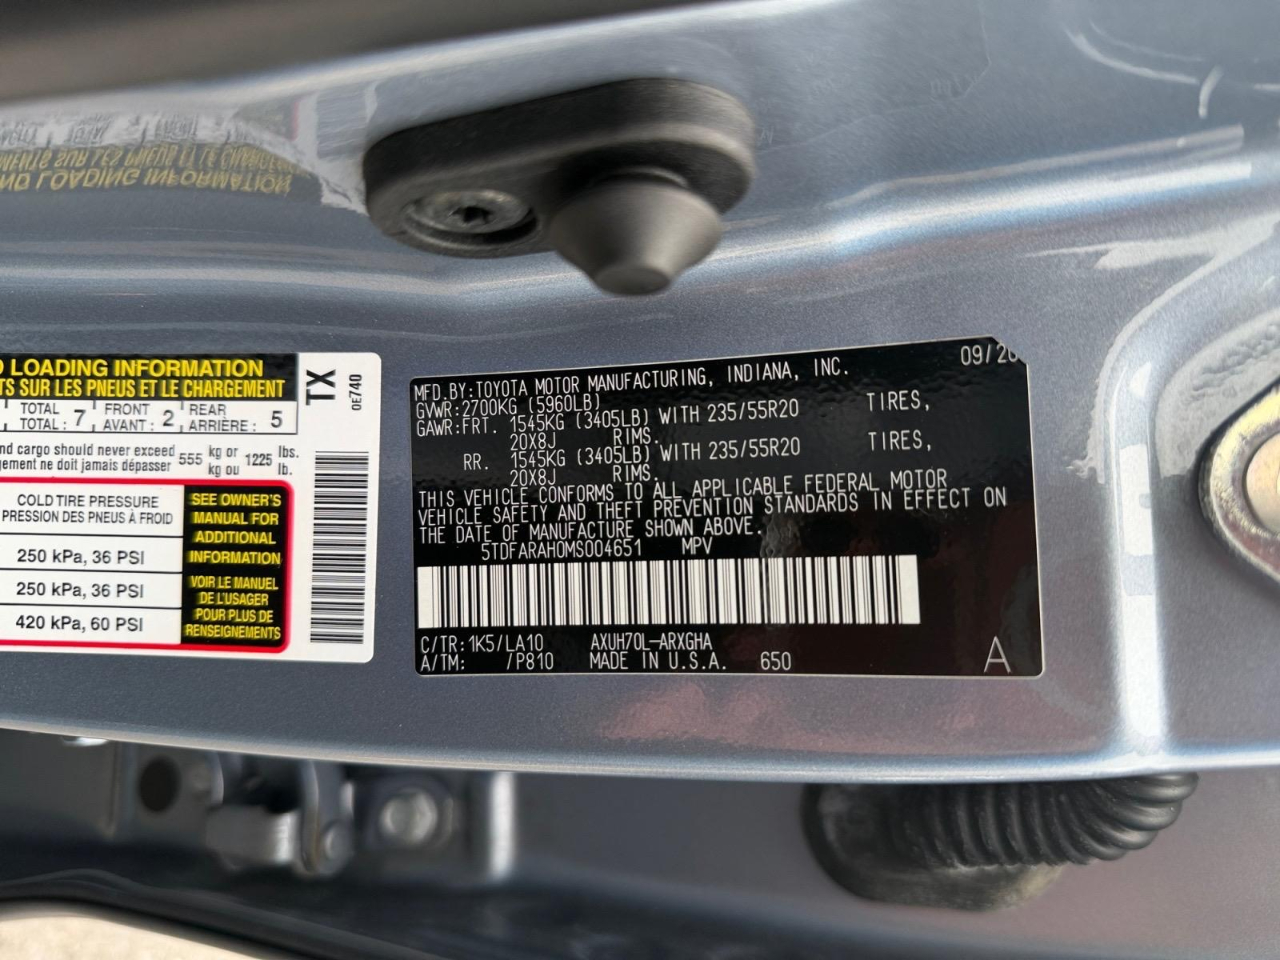 MENTS SUR LES PNEUS ET LE CHARGEMENT
ND LOADING INFORMATION
LOADING INFORMATION
TS SUR LES PNEUS ET LE CHARGEMENT
TOTAL 7 FRONT 2 REAR 5
TOTAL : AVANT : ARRIÈRE :
nd cargo should never exceed 555 kg or 1225 lbs.
gement ne doit jamais dépasser kg ou lb.
COLD TIRE PRESSURE
PRESSION DES PNEUS À FROID
250 kPa, 36 PSI
250 kPa, 36 PSI
420 kPa, 60 PSI
SEE OWNER'S
MANUAL FOR
ADDITIONAL
INFORMATION
VOIR LE MANUEL
DE L'USAGER
POUR PLUS DE
RENSEIGNEMENTS
TX
0E740
09/20
MFD.BY:TOYOTA MOTOR MANUFACTURING, INDIANA, INC.
GVWR:2700KG (5960LB)
GAWR:FRT. 1545KG (3405LB) WITH 235/55R20 TIRES,
20X8J RIMS.
RR. 1545KG (3405LB) WITH 235/55R20 TIRES,
20X8J RIMS.
THIS VEHICLE CONFORMS TO ALL APPLICABLE FEDERAL MOTOR
VEHICLE SAFETY AND THEFT PREVENTION STANDARDS IN EFFECT ON
THE DATE OF MANUFACTURE SHOWN ABOVE.
5TDFARAH0MS004651 MPV
C/TR:1K5/LA10 AXUH70L-ARXGHA
A/TM: /P810 MADE IN U.S.A. 650
A